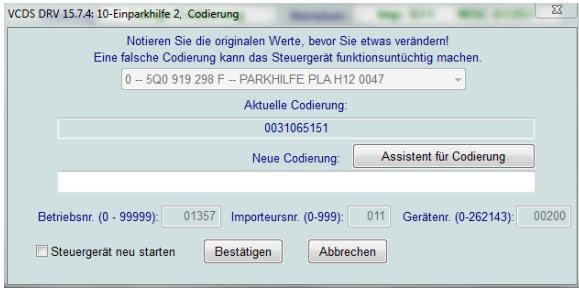 VCDS DRV 15.7.4: 10-Einparkhilfe 2, Codierung
Notieren Sie die originalen Werte, bevor Sie etwas verändern!
Eine falsche Codierung kann das Steuergerät funktionsuntüchtig machen.
0 -- 5Q0 919 298 F -- PARKHILFE PLA H12 0047
Aktuelle Codierung:
0031065151
Neue Codierung: Assistent für Codierung
Betriebsnr. (0 - 99999): 01357 Importeursnr. (0-999): 011 Gerätenr. (0-262143): 00200
Steuergerät neu starten Bestätigen Abbrechen